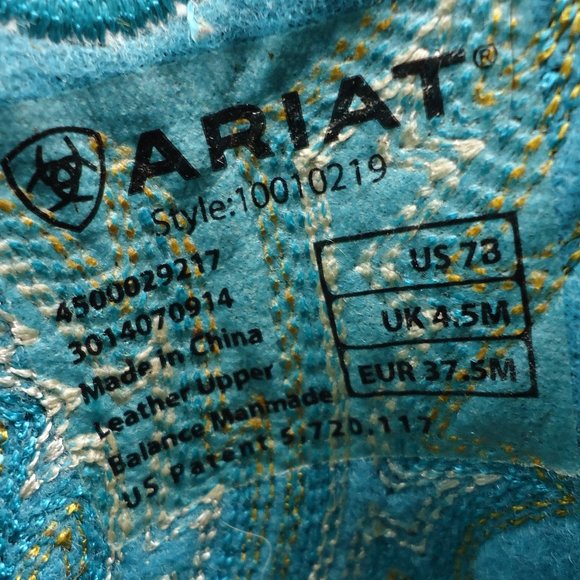 ARIAT®
Style:10010219
4500029217
3014070914
Made in China
Leather Upper
Balance Manmade
US Patent 5,720,117
US 7B
UK 4.5M
EUR 37.5M